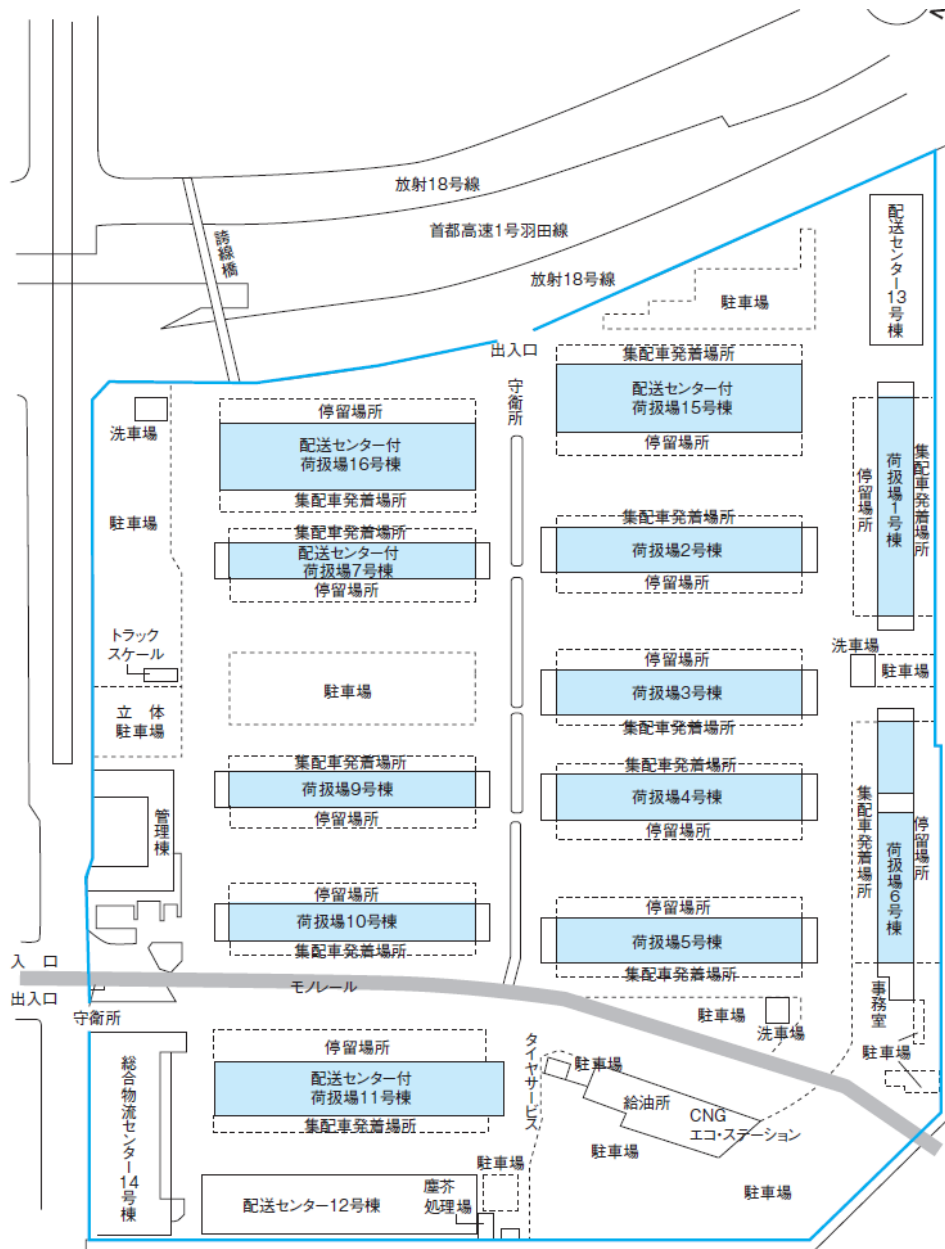 放射18号線
首都高速1号羽田線
放射18号線
跨線橋
配送センター13号棟
駐車場
出入口
守衛所
集配車発着場所
配送センター付
荷扱場15号棟
停留場所
洗車場
停留場所
配送センター付
荷扱場16号棟
集配車発着場所
停留場所
荷扱場1号棟
集配車発着場所
駐車場
集配車発着場所
配送センター付
荷扱場7号棟
停留場所
集配車発着場所
荷扱場2号棟
停留場所
トラック
スケール
駐車場
停留場所
荷扱場3号棟
集配車発着場所
洗車場
駐車場
立 体
駐車場
集配車発着場所
荷扱場9号棟
停留場所
集配車発着場所
荷扱場4号棟
停留場所
集配車発着場所
荷扱場6号棟
停留場所
管理棟
停留場所
荷扱場10号棟
集配車発着場所
停留場所
荷扱場5号棟
集配車発着場所
入 口
出入口
守衛所
モノレール
駐車場
洗車場
事務室
駐車場
総合物流センター14号棟
停留場所
配送センター付
荷扱場11号棟
集配車発着場所
タイヤサービス
駐車場
給油所
CNG
エコ・ステーション
駐車場
駐車場
配送センター12号棟
塵芥
処理場
駐車場